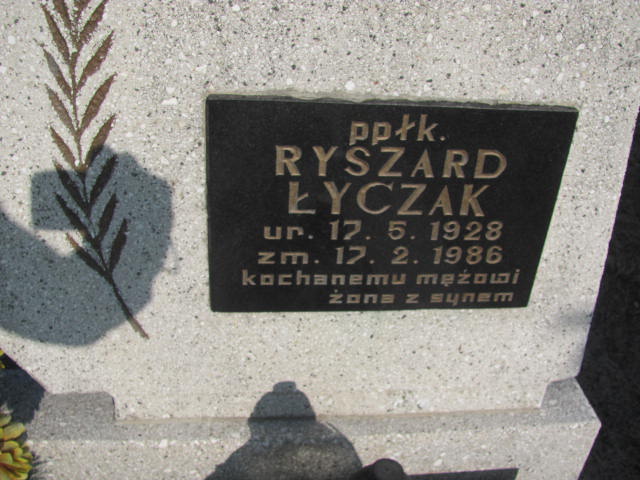 ppłk.
RYSZARD
ŁYCZAK
ur. 17. 5. 1928
zm. 17. 2. 1986
kochanemu mężowi
żona z synem